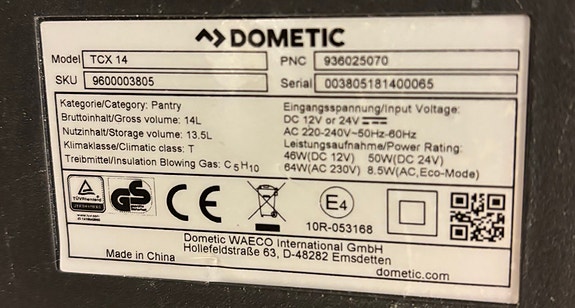 DOMETIC
Model TCX 14 PNC 936025070
SKU 9600003805 Serial 003805181400065
Kategorie/Category: Pantry
Bruttoinhalt/Gross volume: 14L
Nutzinhalt/Storage volume: 13.5L
Klimaklasse/Climatic class: T
Treibmittel/Insulation Blowing Gas: C5H10
Eingangsspannung/Input Voltage:
DC 12V or 24V
AC 220-240V~50Hz-60Hz
Leistungsaufnahme/Power Rating:
46W(DC 12V) 50W(DC 24V)
64W(AC 230V) 8.5W(AC,Eco-Mode)
TÜVRheinland
GS
CE
E4
10R-053168
Dometic WAECO International GmbH
Hollefeldstraße 63, D-48282 Emsdetten
Made in China
dometic.com